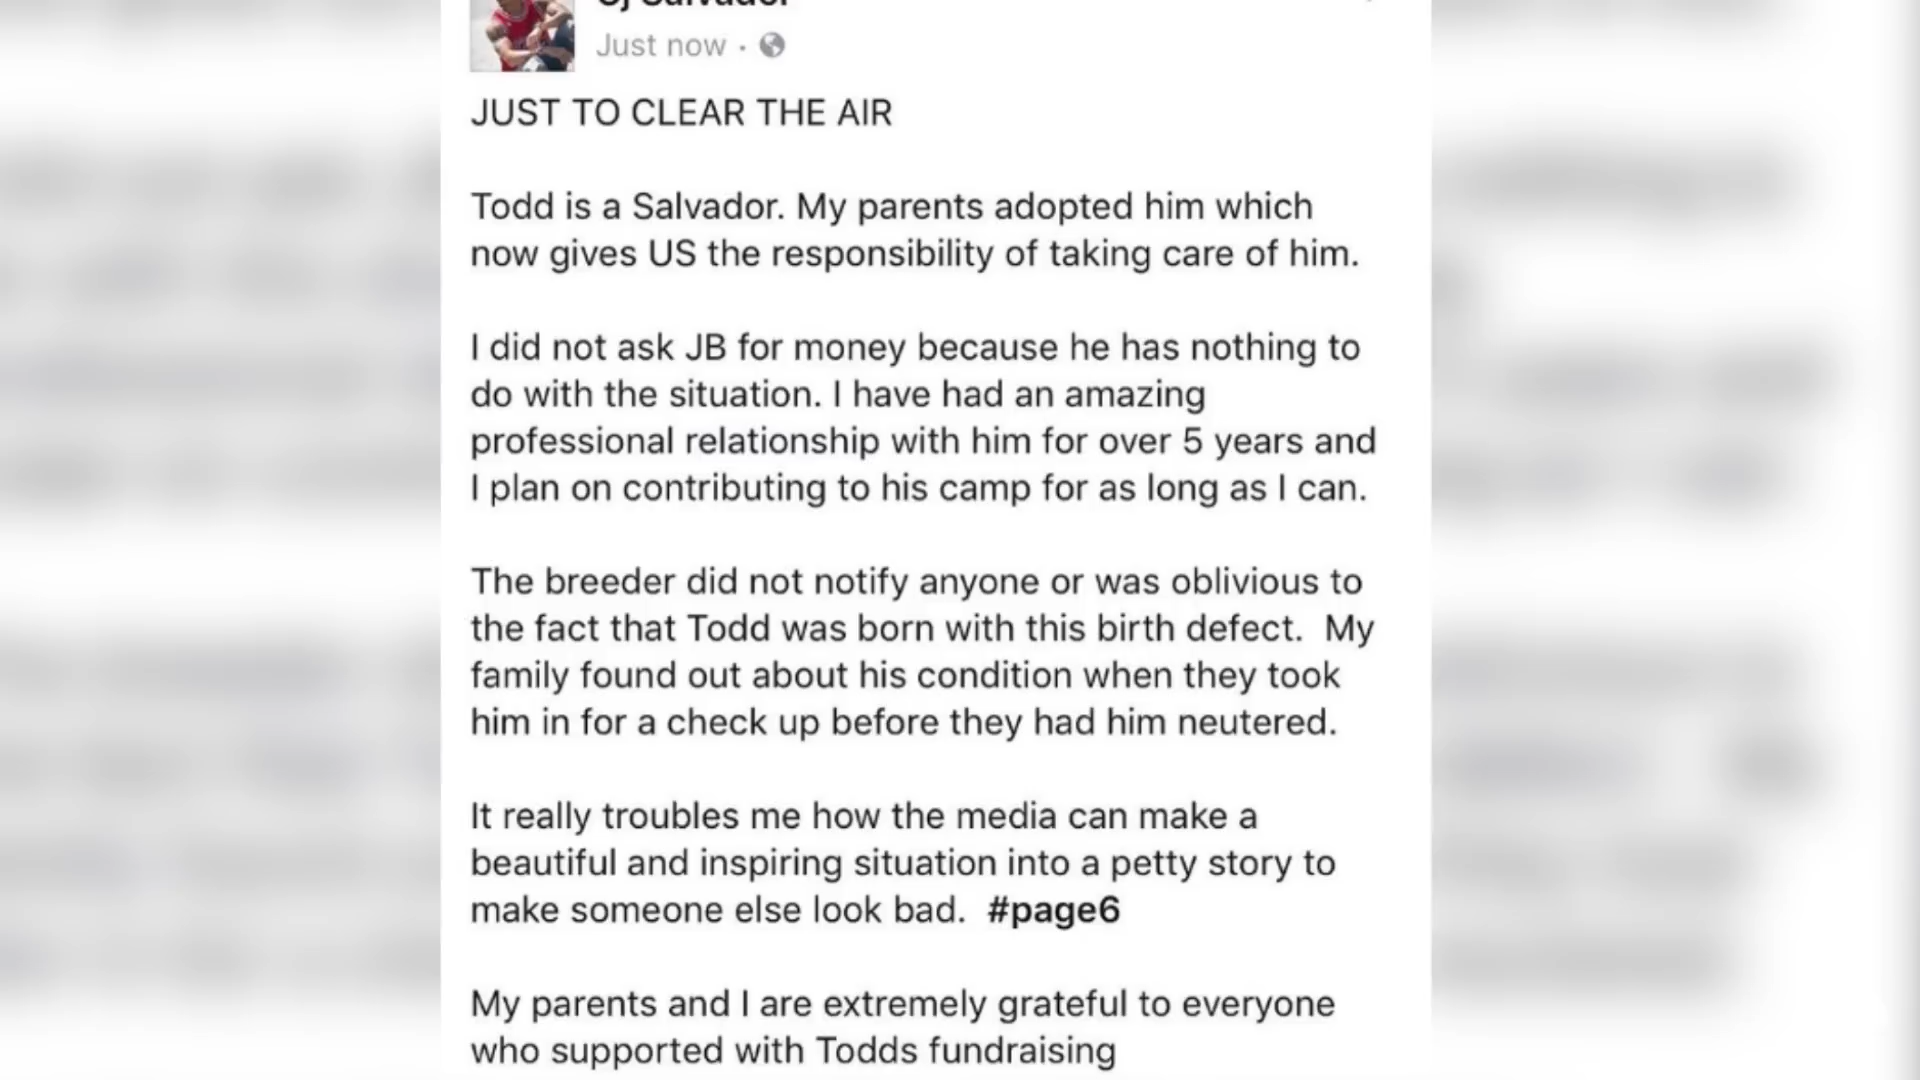 Cj Salvador
Just now ·
JUST TO CLEAR THE AIR
Todd is a Salvador. My parents adopted him which
now gives US the responsibility of taking care of him.
I did not ask JB for money because he has nothing to
do with the situation. I have had an amazing
professional relationship with him for over 5 years and
I plan on contributing to his camp for as long as I can.
The breeder did not notify anyone or was oblivious to
the fact that Todd was born with this birth defect.  My
family found out about his condition when they took
him in for a check up before they had him neutered.
It really troubles me how the media can make a
beautiful and inspiring situation into a petty story to
make someone else look bad.  #page6
My parents and I are extremely grateful to everyone
who supported with Todds fundraising